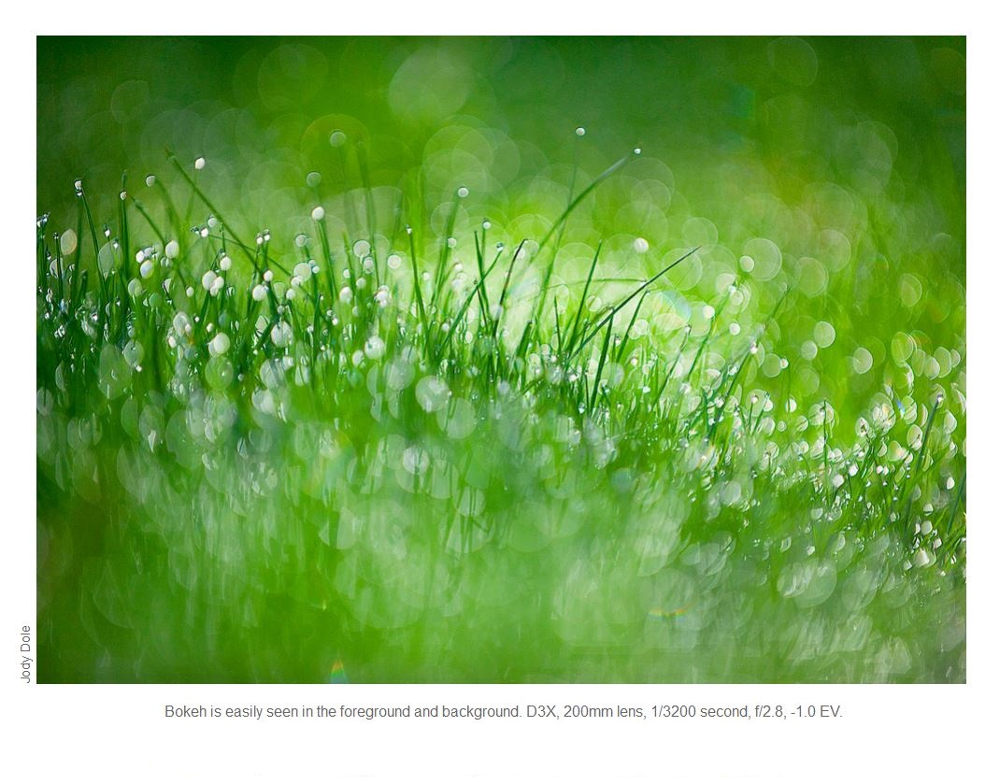 Jody Dole
Bokeh is easily seen in the foreground and background. D3X, 200mm lens, 1/3200 second, f/2.8, -1.0 EV.